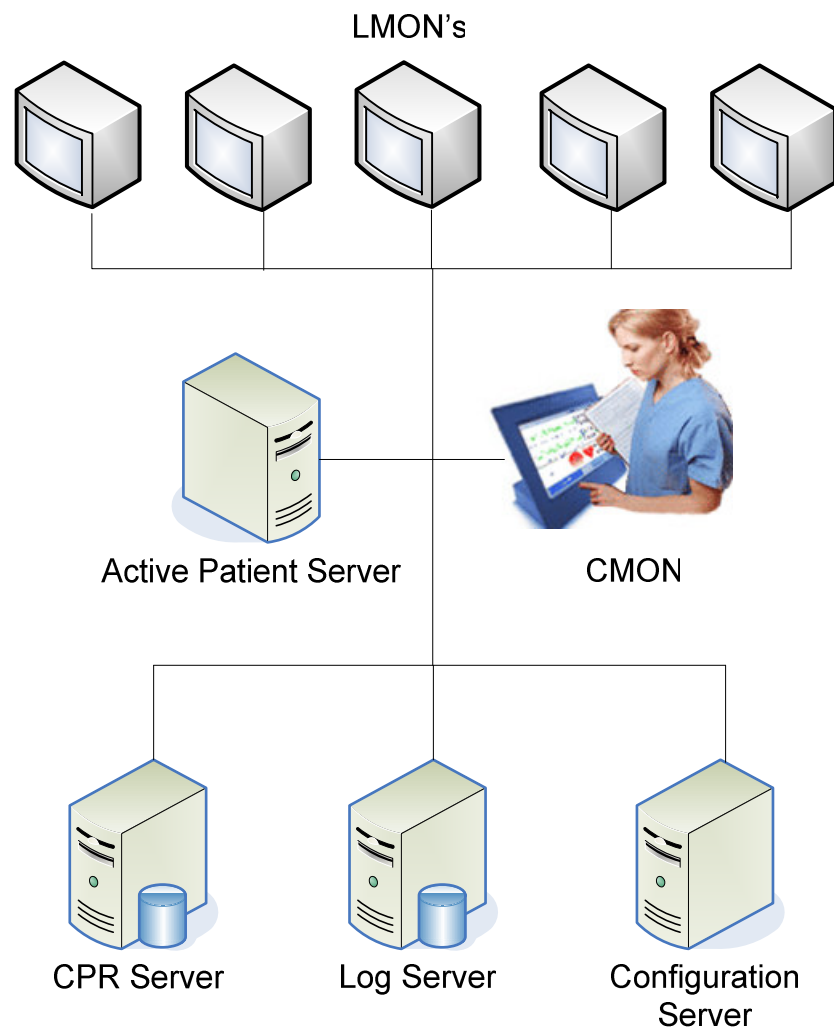 LMON's
Active Patient Server
CMON
CPR Server
Log Server
Configuration
Server